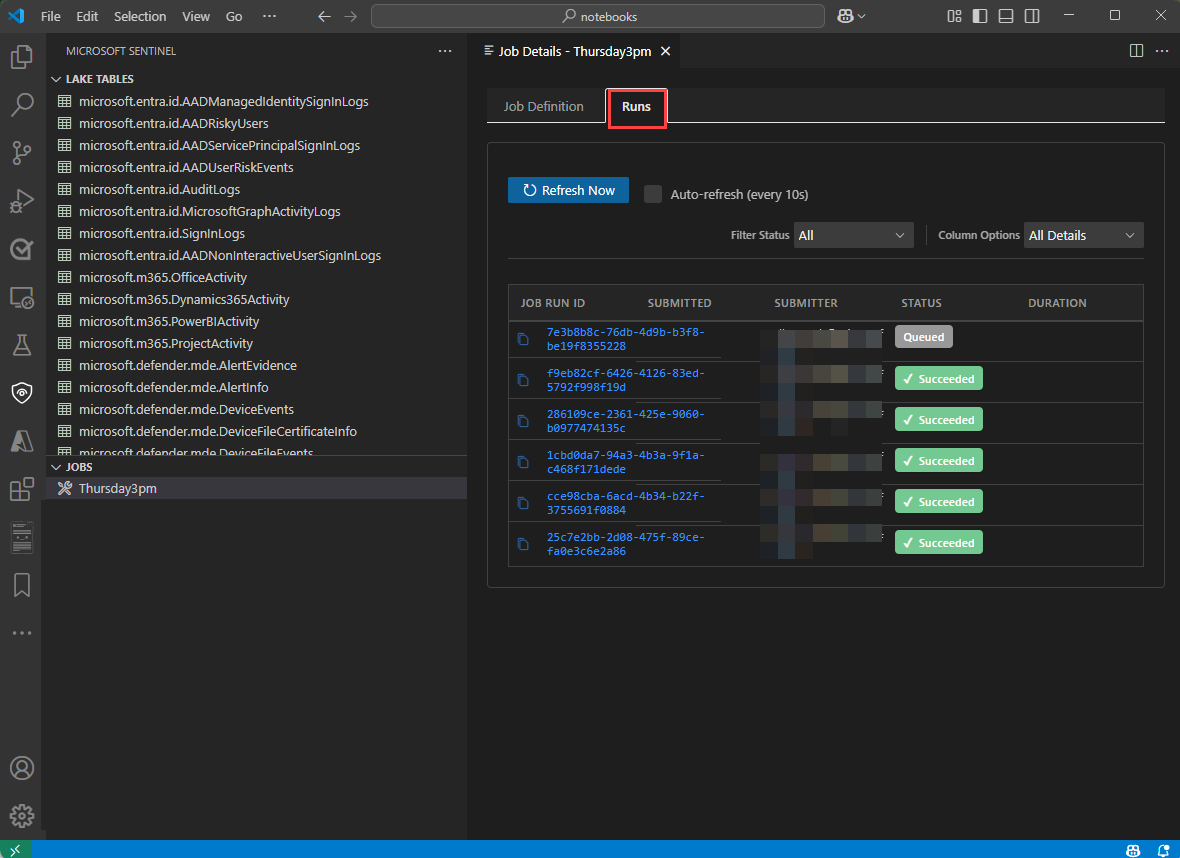 File Edit Selection View Go ··· notebooks
MICROSOFT SENTINEL ···
LAKE TABLES
microsoft.entra.id.AADManagedIdentitySignInLogs
microsoft.entra.id.AADRiskyUsers
microsoft.entra.id.AADServicePrincipalSignInLogs
microsoft.entra.id.AADUserRiskEvents
microsoft.entra.id.AuditLogs
microsoft.entra.id.MicrosoftGraphActivityLogs
microsoft.entra.id.SignInLogs
microsoft.entra.id.AADNonInteractiveUserSignInLogs
microsoft.m365.OfficeActivity
microsoft.m365.Dynamics365Activity
microsoft.m365.PowerBIActivity
microsoft.m365.ProjectActivity
microsoft.defender.mde.AlertEvidence
microsoft.defender.mde.AlertInfo
microsoft.defender.mde.DeviceEvents
microsoft.defender.mde.DeviceFileCertificateInfo
microsoft.defender.mde.DeviceFileEvents
JOBS
Thursday3pm
Job Details - Thursday3pm
Job Definition Runs
Refresh Now Auto-refresh (every 10s)
Filter Status All Column Options All Details
JOB RUN ID SUBMITTED SUBMITTER STATUS DURATION
7e3b8b8c-76db-4d9b-b3f8-
be19f8355228
Queued
f9eb82cf-6426-4126-83ed-
5792f998f19d
Succeeded
286109ce-2361-425e-9060-
b0977474135c
Succeeded
1cbd0da7-94a3-4b3a-9f1a-
c468f171dede
Succeeded
cce98cba-6acd-4b34-b22f-
3755691f0884
Succeeded
25c7e2bb-2d08-475f-89ce-
fa0e3c6e2a86
Succeeded